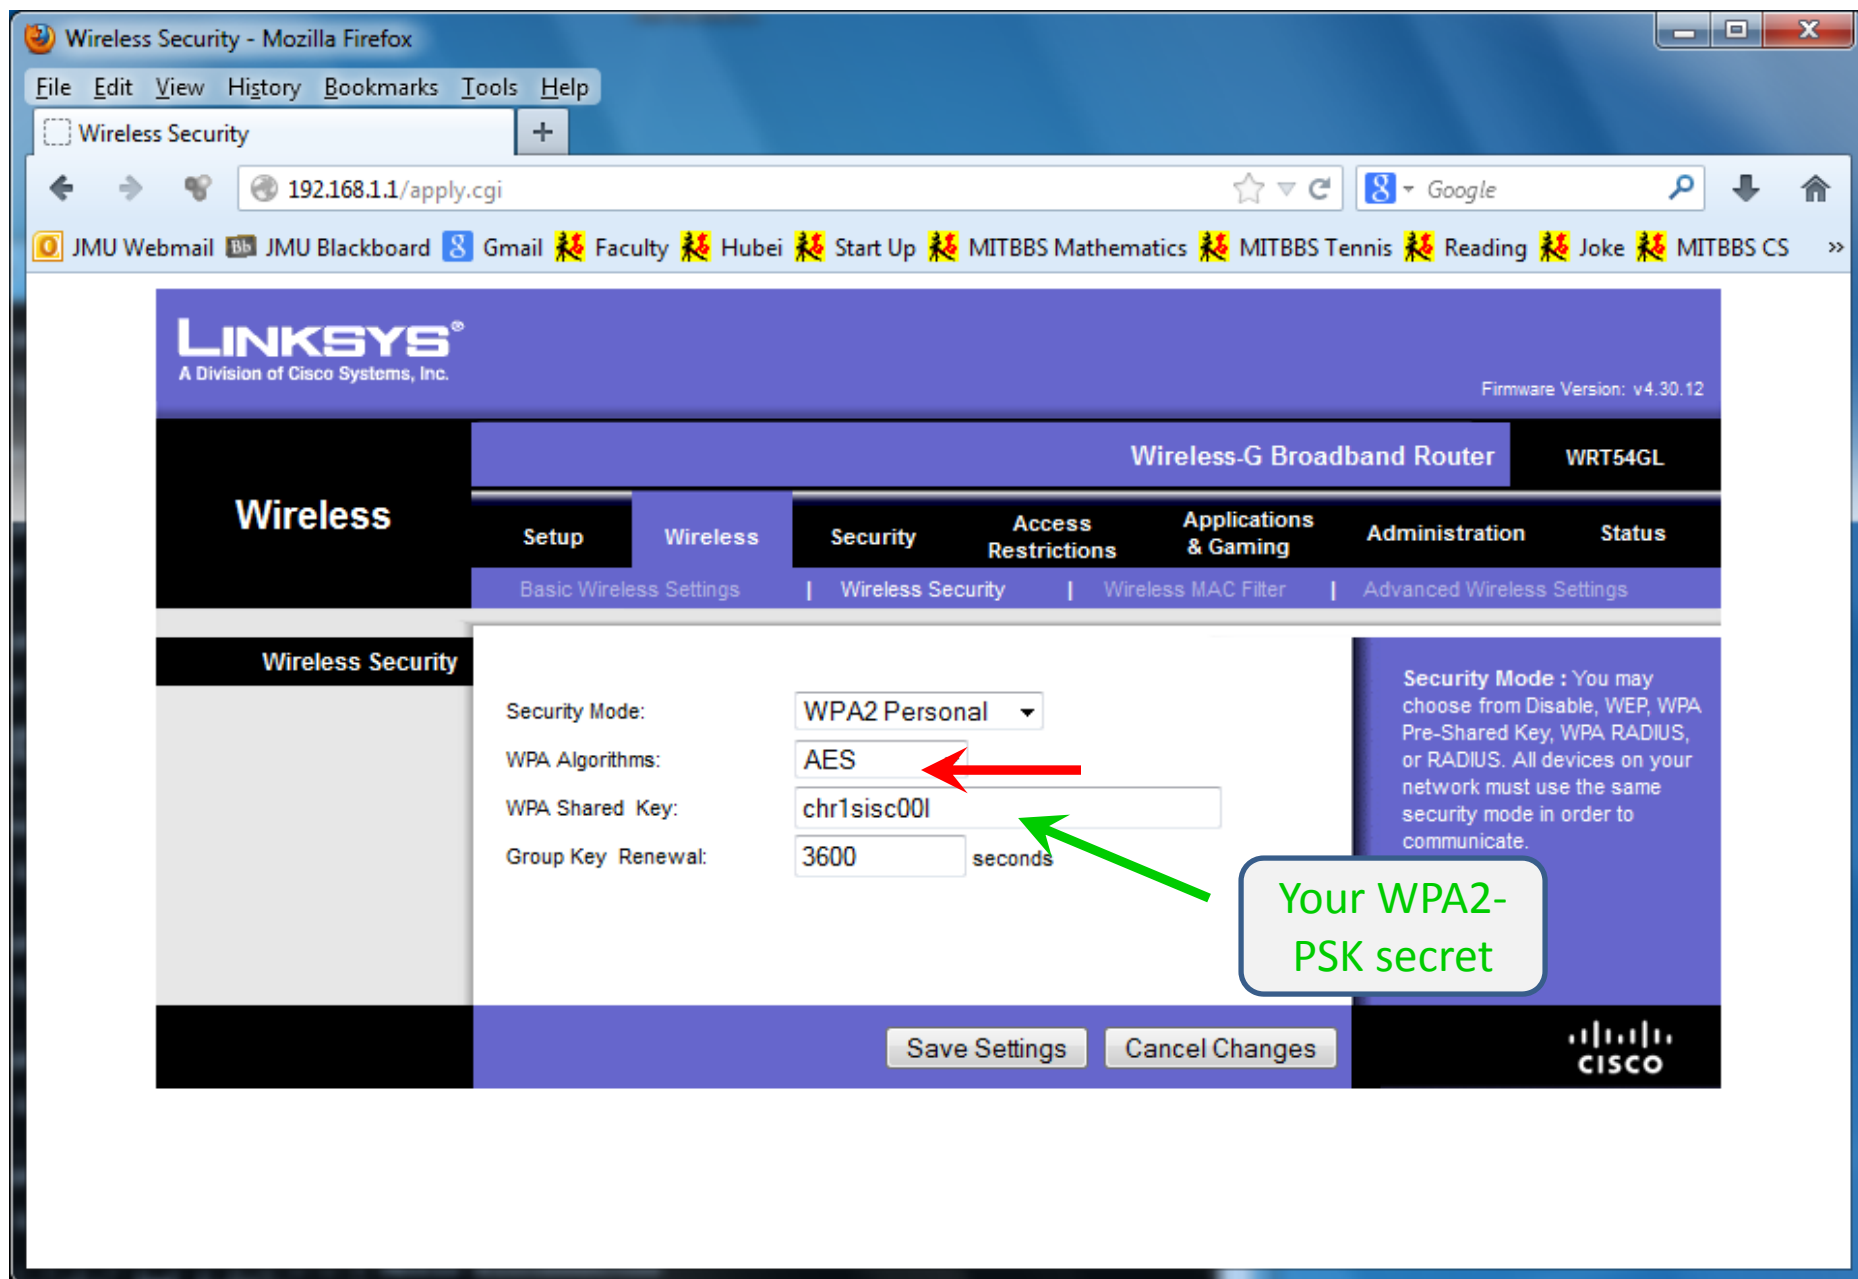 Wireless Security - Mozilla Firefox
File Edit View History Bookmarks Tools Help
Wireless Security +
192.168.1.1/apply.cgi
Google
JMU Webmail Bb JMU Blackboard Gmail Faculty Hubei Start Up MITBBS Mathematics MITBBS Tennis Reading Joke MITBBS CS »
LINKSYS®
A Division of Cisco Systems, Inc.
Firmware Version: v4.30.12
Wireless-G Broadband Router WRT54GL
Wireless
Setup Wireless Security Access Restrictions Applications & Gaming Administration Status
Basic Wireless Settings | Wireless Security | Wireless MAC Filter | Advanced Wireless Settings
Wireless Security
Security Mode: WPA2 Personal
WPA Algorithms: AES
WPA Shared Key: chr1sisc00l
Group Key Renewal: 3600 seconds
Security Mode : You may
choose from Disable, WEP, WPA
Pre-Shared Key, WPA RADIUS,
or RADIUS. All devices on your
network must use the same
security mode in order to
communicate.
Your WPA2-
PSK secret
Save Settings Cancel Changes
CISCO